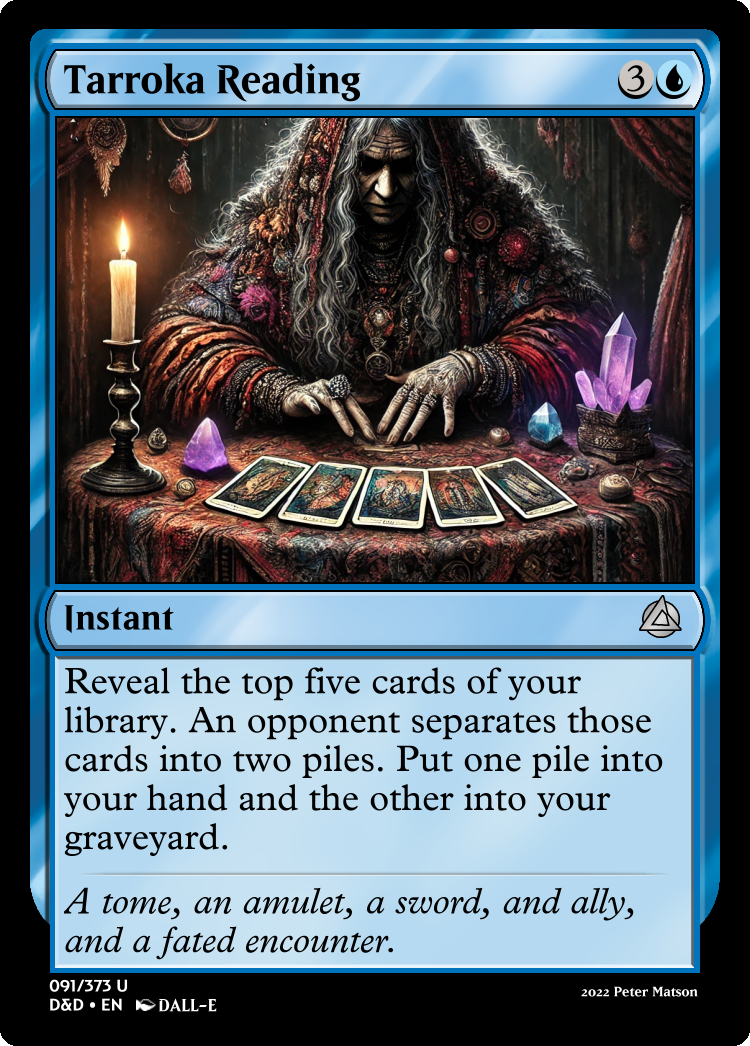 Tarroka Reading 3
Instant
Reveal the top five cards of your
library. An opponent separates those
cards into two piles. Put one pile into
your hand and the other into your
graveyard.
A tome, an amulet, a sword, and ally,
and a fated encounter.
091/373 U
D&D • EN DALL-E
2022 Peter Matson